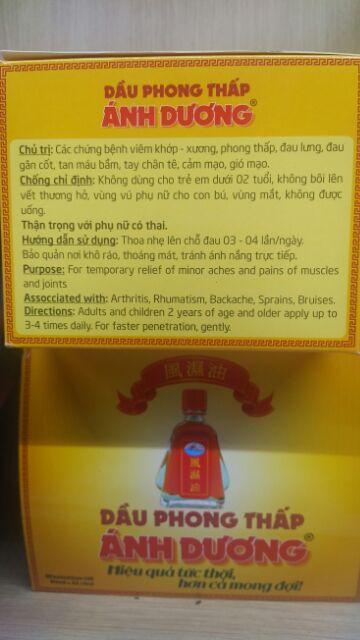 DẦU PHONG THẤP
ÁNH DƯƠNG®
Chủ trị: Các chứng bệnh viêm khớp - xương, phong thấp, đau lưng, đau
gân cốt, tan máu bầm, tay chân tê, cảm mạo, gió mạo.
Chống chỉ định: Không dùng cho trẻ em dưới 02 tuổi, không bôi lên
vết thương hở, vùng vú phụ nữ cho con bú, vùng mắt, không được
uống.
Thận trọng với phụ nữ có thai.
Hướng dẫn sử dụng: Thoa nhẹ lên chỗ đau 03 - 04 lần/ngày.
Bảo quản nơi khô ráo, thoáng mát, tránh ánh nắng trực tiếp.
Purpose: For temporary relief of minor aches and pains of muscles
and joints
Assocciated with: Arthritis, Rhumatism, Backache, Sprains, Bruises.
Directions: Adults and children 2 years of age and older apply up to
3-4 times daily. For faster penetration, gently.
風濕油
風濕油
DẦU PHONG THẤP
ÁNH DƯƠNG®
Hiệu quả tức thời,
hơn cả mong đợi!